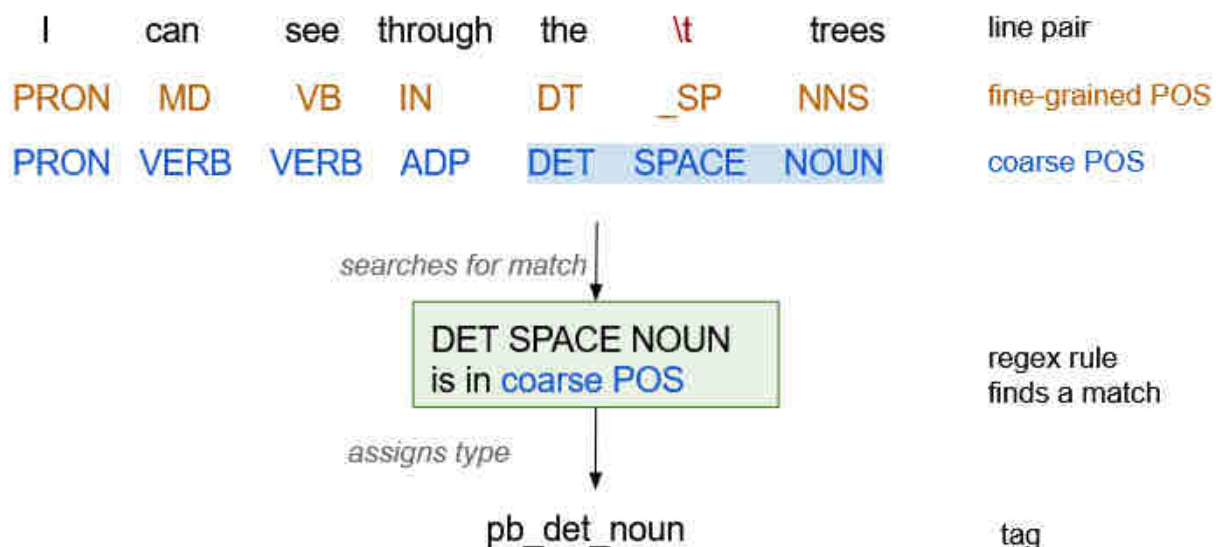 I can see through the \t trees line pair
PRON MD VB IN DT _SP NNS fine-grained POS
PRON VERB VERB ADP DET SPACE NOUN coarse POS
searches for match
DET SPACE NOUN
is in coarse POS
regex rule
finds a match
assigns type
pb_det_noun tag